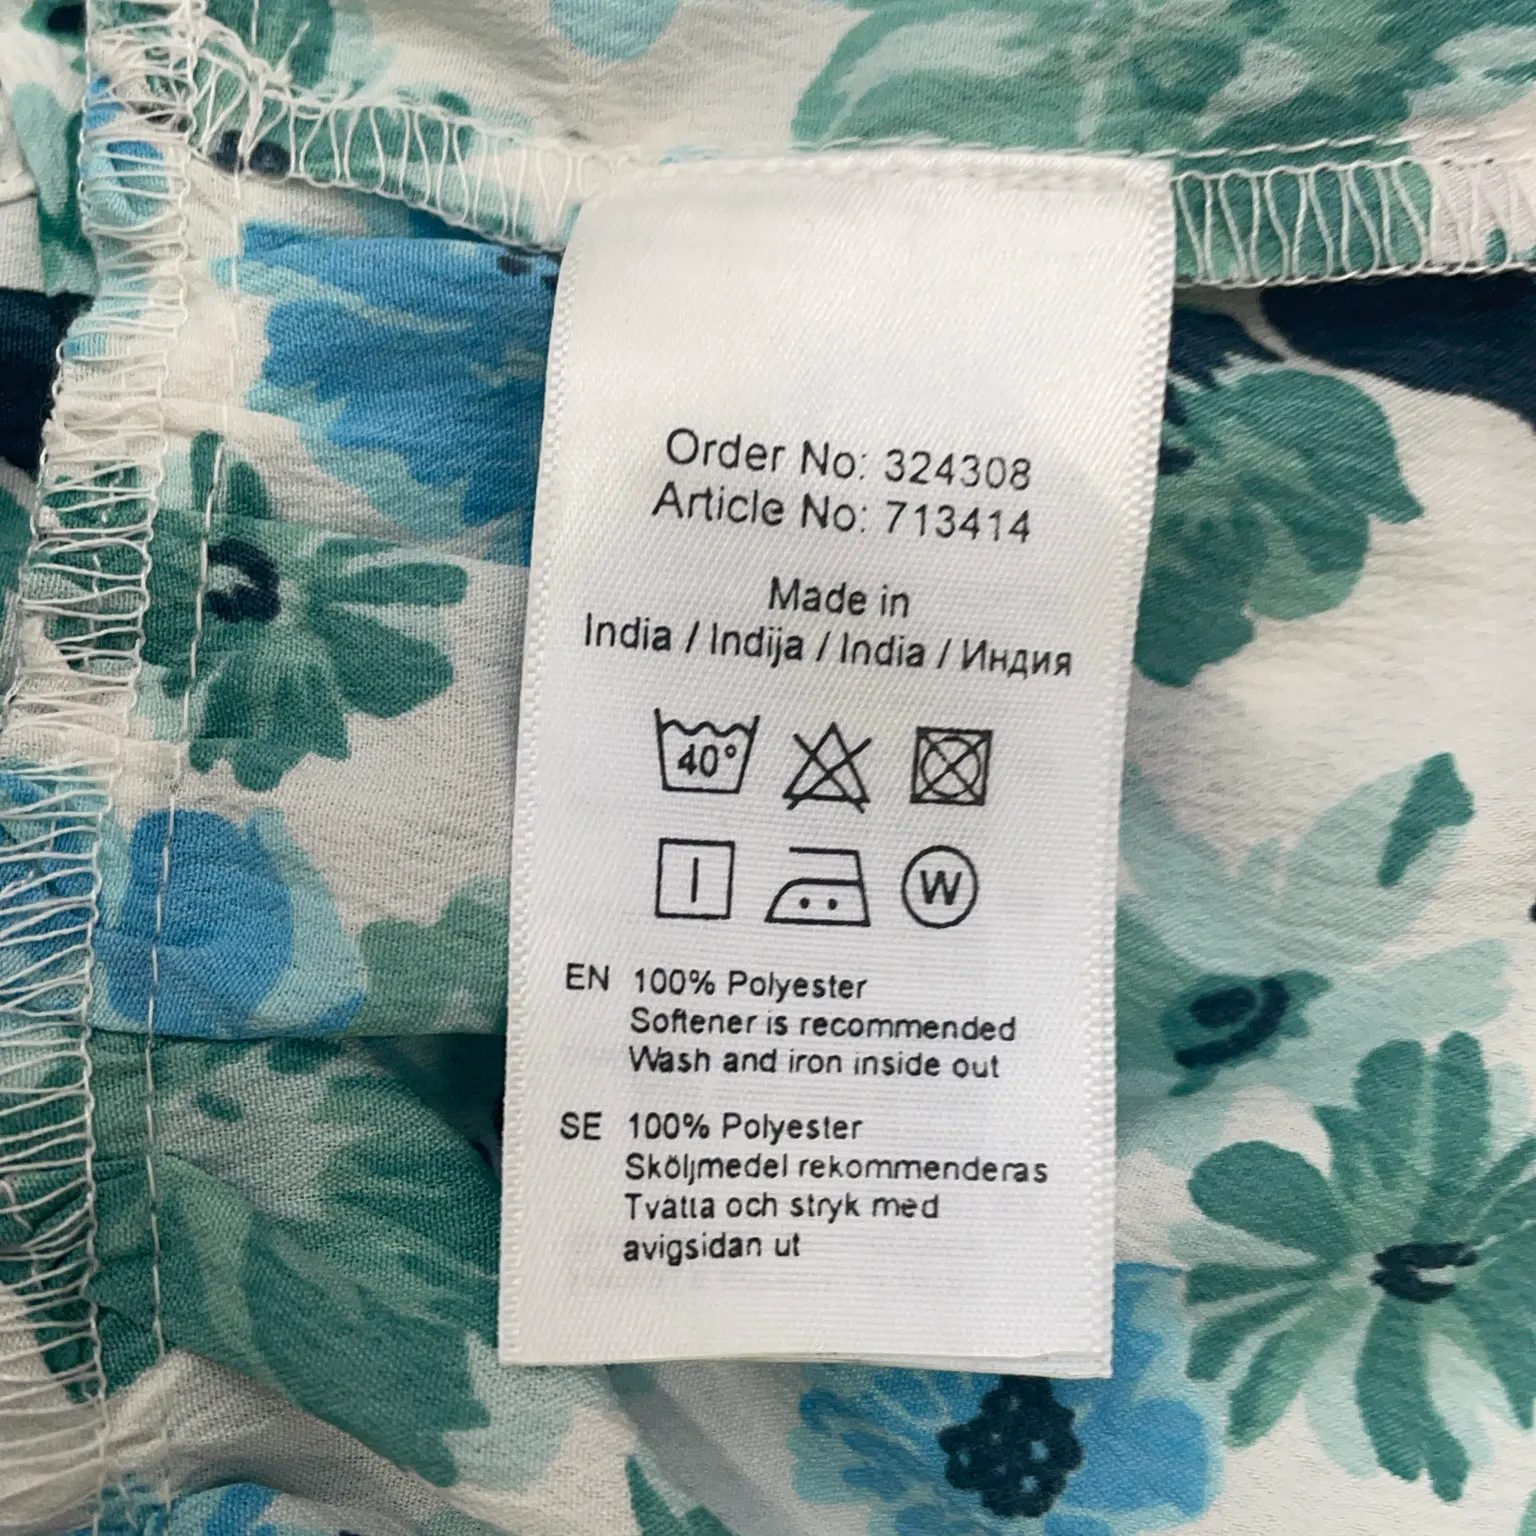 Order No: 324308
Article No: 713414
Made in
India / Indija / India / Индия
40°
W
EN 100% Polyester
Softener is recommended
Wash and iron inside out
SE 100% Polyester
Sköljmedel rekommenderas
Tvätta och stryk med
avigsidan ut